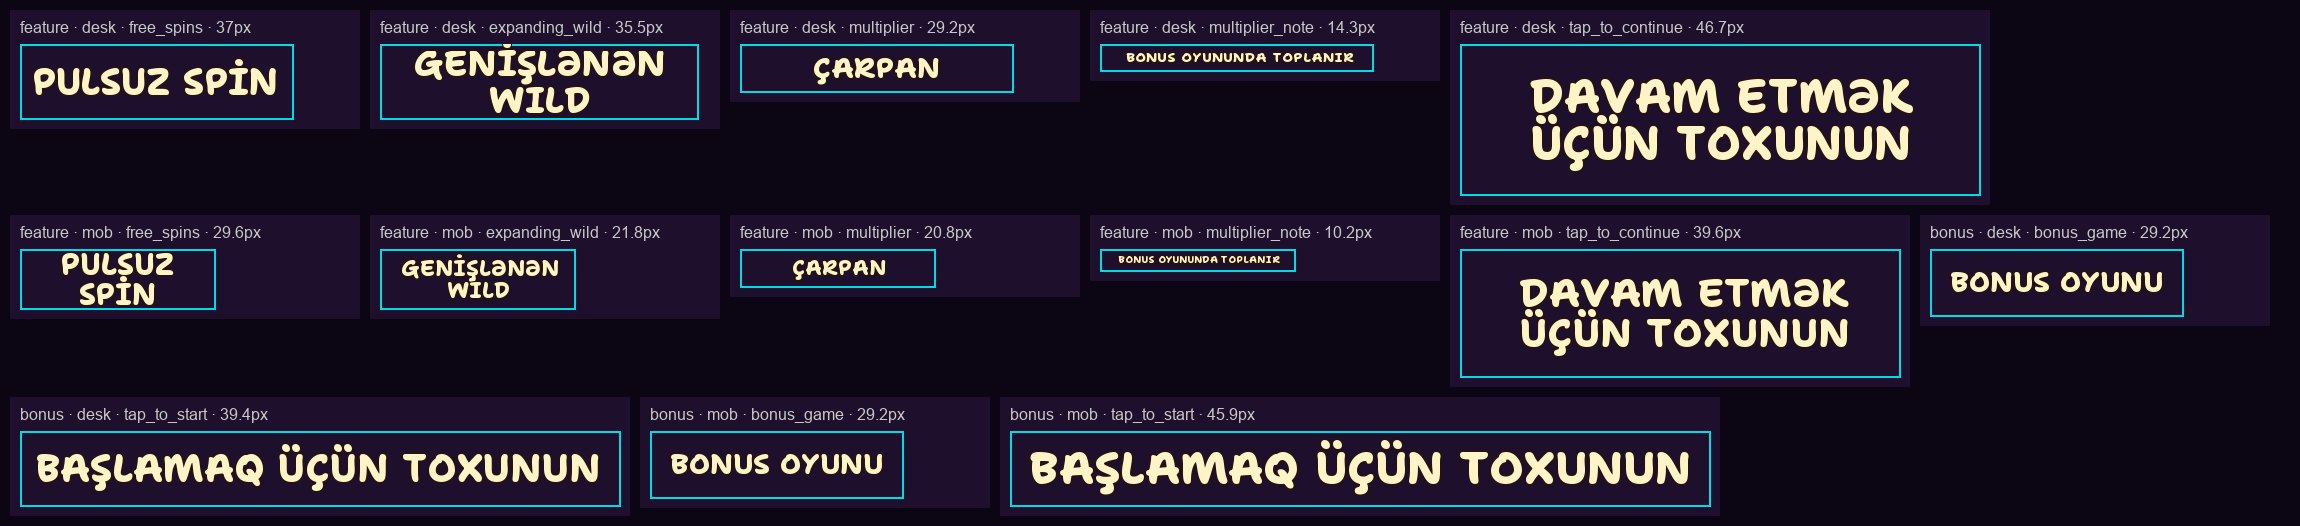 feature · desk · free_spins · 37px
PULSUZ SPİN
feature · desk · expanding_wild · 35.5px
GENİŞLƏNƏN
WILD
feature · desk · multiplier · 29.2px
ÇARPAN
feature · desk · multiplier_note · 14.3px
BONUS OYUNUNDA TOPLANIR
feature · desk · tap_to_continue · 46.7px
DAVAM ETMƏK
ÜÇÜN TOXUNUN
feature · mob · free_spins · 29.6px
PULSUZ
SPİN
feature · mob · expanding_wild · 21.8px
GENİŞLƏNƏN
WILD
feature · mob · multiplier · 20.8px
ÇARPAN
feature · mob · multiplier_note · 10.2px
BONUS OYUNUNDA TOPLANIR
feature · mob · tap_to_continue · 39.6px
DAVAM ETMƏK
ÜÇÜN TOXUNUN
bonus · desk · bonus_game · 29.2px
BONUS OYUNU
bonus · desk · tap_to_start · 39.4px
BAŞLAMAQ ÜÇÜN TOXUNUN
bonus · mob · bonus_game · 29.2px
BONUS OYUNU
bonus · mob · tap_to_start · 45.9px
BAŞLAMAQ ÜÇÜN TOXUNUN